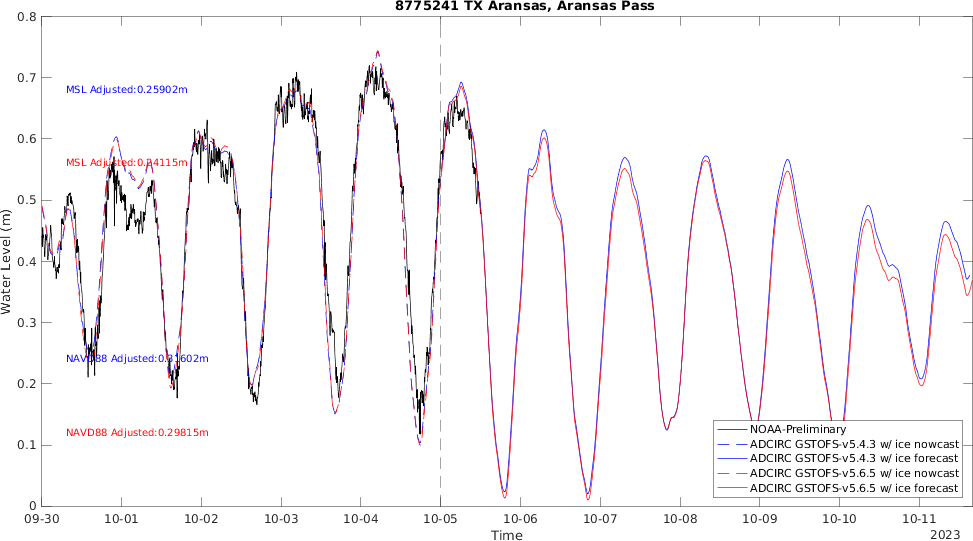 8775241 TX Aransas, Aransas Pass
0.8
0.7
0.6
0.5
0.4
0.3
0.2
0.1
0
Water Level (m)
MSL Adjusted:0.25902m
MSL Adjusted:0.24115m
NAVD88 Adjusted:0.31602m
NAVD88 Adjusted:0.29815m
NOAA-Preliminary
ADCIRC GSTOFS-v5.4.3 w/ ice nowcast
ADCIRC GSTOFS-v5.4.3 w/ ice forecast
ADCIRC GSTOFS-v5.6.5 w/ ice nowcast
ADCIRC GSTOFS-v5.6.5 w/ ice forecast
09-30 10-01 10-02 10-03 10-04 10-05 10-06 10-07 10-08 10-09 10-10 10-11
Time
2023